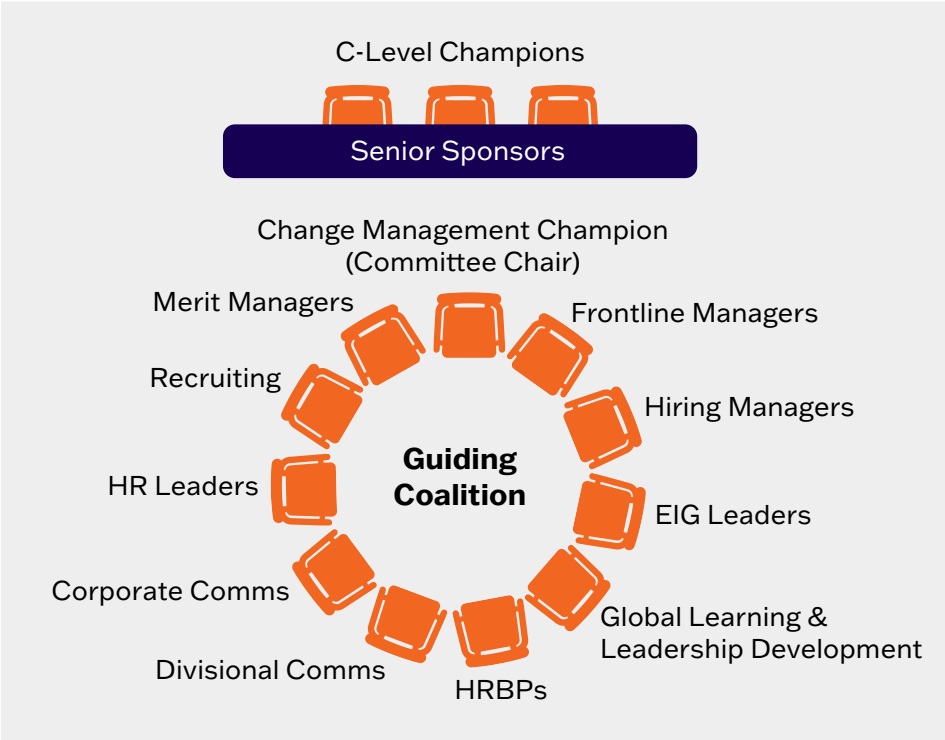 C-Level Champions
Senior Sponsors
Change Management Champion
(Committee Chair)
Merit Managers
Frontline Managers
Recruiting
Hiring Managers
Guiding
Coalition
HR Leaders
EIG Leaders
Corporate Comms
Global Learning &
Leadership Development
Divisional Comms
HRBPs